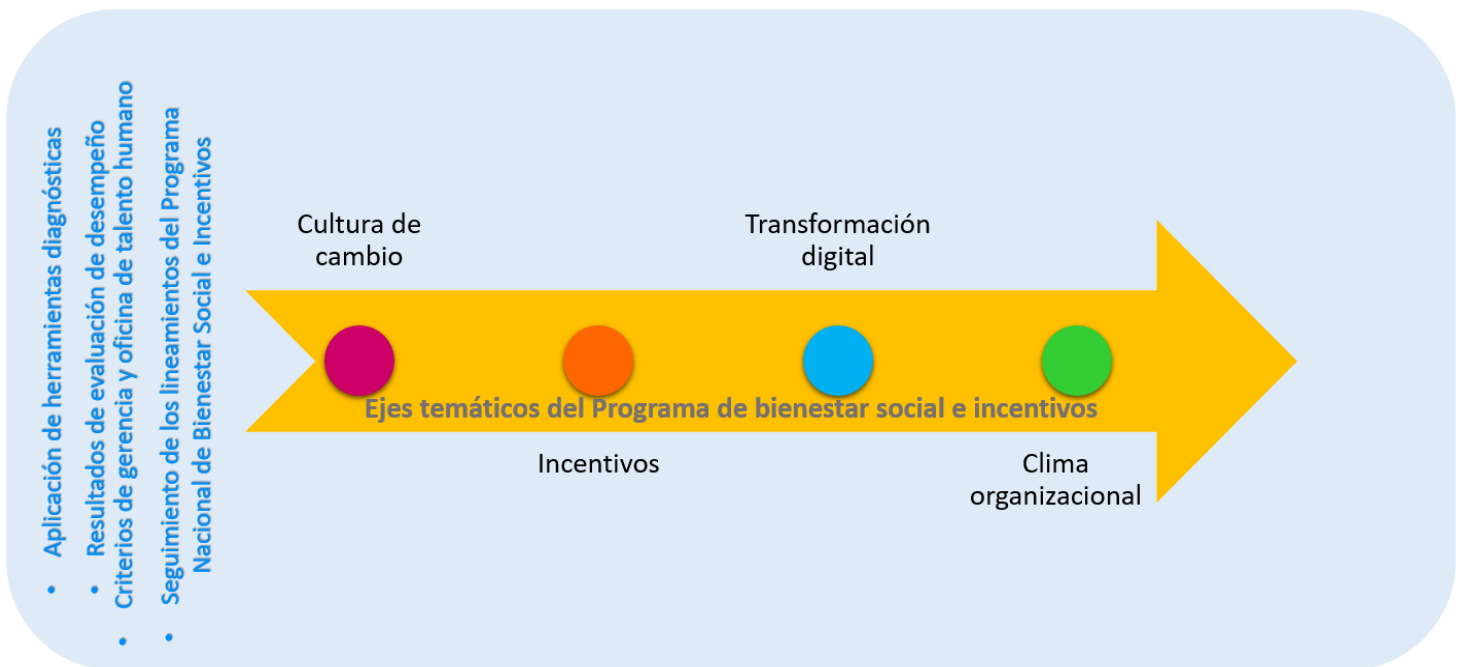 • Aplicación de herramientas diagnósticas
• Resultados de evaluación de desempeño
• Criterios de gerencia y oficina de talento humano
• Seguimiento de los lineamientos del Programa
Nacional de Bienestar Social e Incentivos
Cultura de
cambio
Transformación
digital
Ejes temáticos del Programa de bienestar social e incentivos
Incentivos
Clima
organizacional